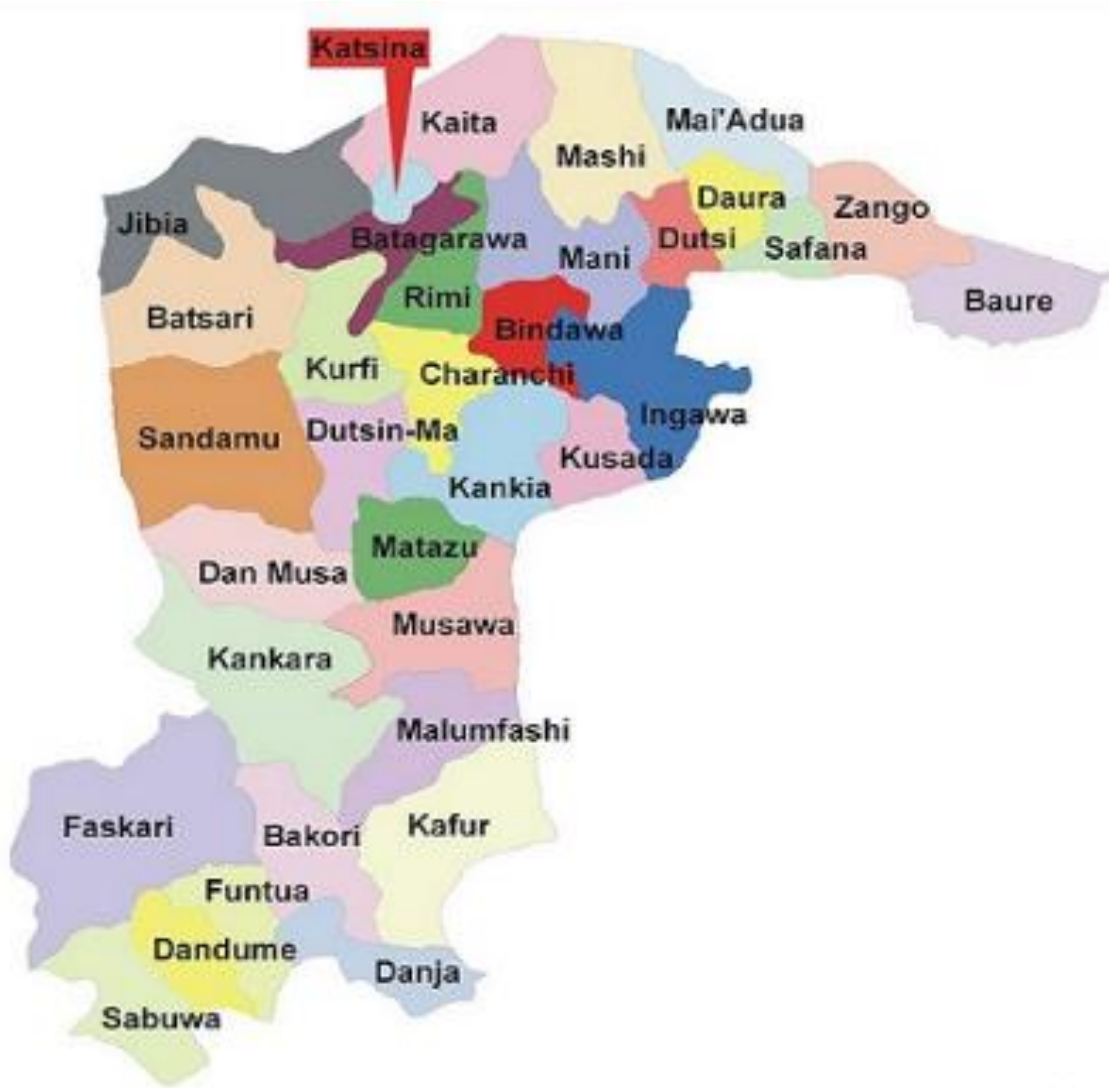 Katsina
Kaita
Mai'Adua
Mashi
Daura
Zango
Jibia
Batagarawa
Dutsi
Safana
Mani
Rimi
Baure
Batsari
Bindawa
Kurfi
Charanchi
Ingawa
Sandamu
Dutsin-Ma
Kusada
Kankia
Matazu
Dan Musa
Musawa
Kankara
Malumfashi
Faskari
Bakori
Kafur
Funtua
Dandume
Danja
Sabuwa